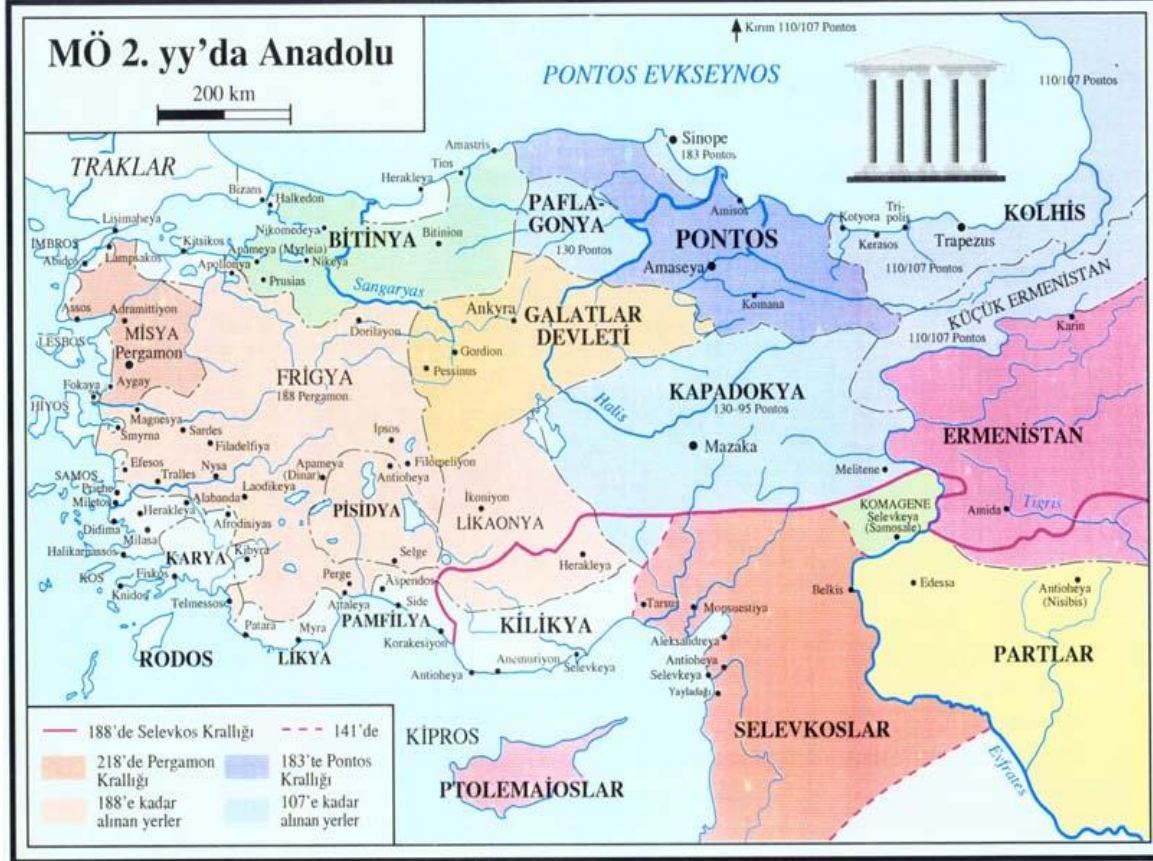 MÖ 2. yy'da Anadolu
200 km
Kırım 110/107 Pontos
PONTOS EVKSEYNOS
110/107 Pontos
TRAKLAR
Sinope
183 Pontos
Amastris
Tios
Herakleya
Bizans
Halkedon
PAFLA-
GONYA
130 Pontos
Amisos
Kotyora
Tri-
polis
Kerasos
Trapezus
KOLHİS
Lisimaheya
Nikomedeya
BİTİNYA
Bitinion
PONTOS
İMBROS
Kitsikos
Apameya (Myrleia)
Abidos
Lampsakos
Apollonya
Nikeya
Amaseya
110/107 Pontos
Prusias
Sangaryas
Komana
KÜÇÜK ERMENİSTAN
110/107 Pontos
Karin
Assos
Adramittiyon
Dorilayon
Ankyra
GALATLAR
DEVLETİ
LESBOS
MİSYA
Pergamon
Gordion
Pessinus
FRİGYA
188 Pergamon
KAPADOKYA
130-95 Pontos
Halis
Fokaya
Aygay
HİYOS
Magnesya
Smyrna
Sardes
Filadelfiya
İpsos
Mazaka
ERMENİSTAN
Efesos
Nysa
Apameya
(Dinar)
Filomeliyon
Antioheya
Melitene
SAMOS
Tralles
Laodikeya
Priene
Miletos
Alabanda
Herakleya
Afrodisiyas
PİSİDYA
İkoniyon
LİKAONYA
KOMAGENE
Selevkeya
(Samosale)
Amida
Tigris
Didima
Milasa
Halikarnassos
KARYA
Kibyra
Selge
Herakleya
KOS
Fiskos
Knidos
Telmessos
Perge
Aspendos
Attaleya
Side
PAMFİLYA
Tarsus
Mopsuestiya
Belkis
Edessa
Antioheya
(Nisibis)
Patara
Myra
Korakesiyon
KİLİKYA
Aleksandreya
RODOS
LİKYA
Antioheya
Anemuriyon
Selevkeya
Antioheya
Selevkeya
Yayladağı
PARTLAR
SELEVKOSLAR
Evfrates
KİPROS
PTOLEMAİOSLAR
188'de Selevkos Krallığı
141'de
218'de Pergamon
Krallığı
183'te Pontos
Krallığı
188'e kadar
alınan yerler
107'e kadar
alınan yerler